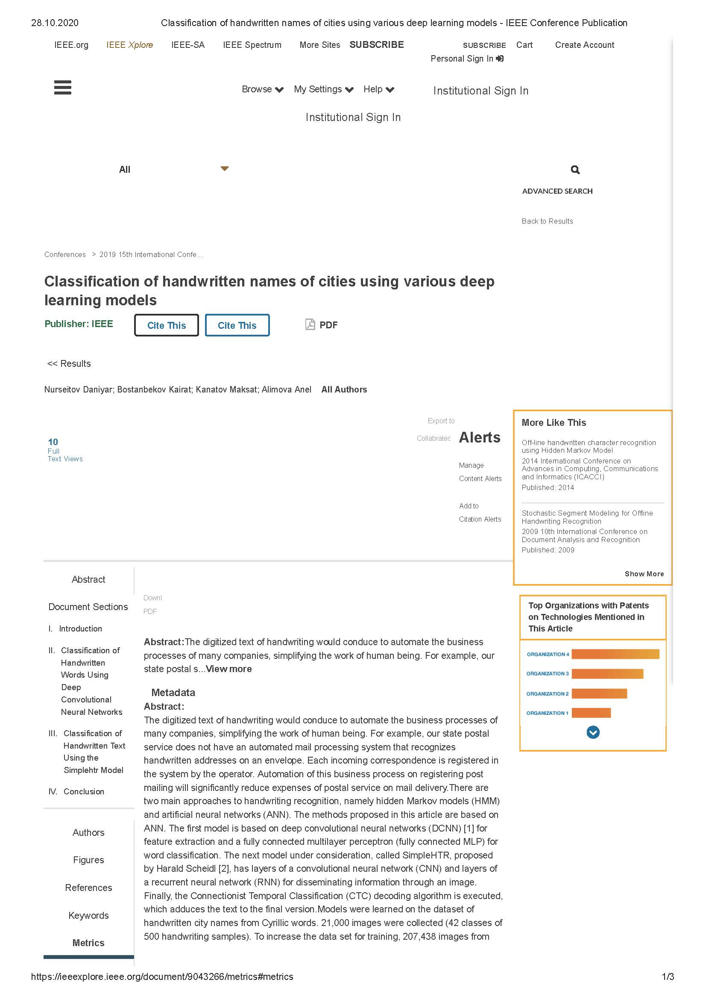 28.10.2020 Classification of handwritten names of cities using various deep learning models - IEEE Conference Publication
IEEE.org IEEE Xplore IEEE-SA IEEE Spectrum More Sites SUBSCRIBE SUBSCRIBE Cart Create Account
Personal Sign In
Browse My Settings Help Institutional Sign In
Institutional Sign In
All
ADVANCED SEARCH
Back to Results
Conferences > 2019 15th International Confe...
Classification of handwritten names of cities using various deep
learning models
Publisher: IEEE Cite This Cite This PDF
<< Results
Nurseitov Daniyar; Bostanbekov Kairat; Kanatov Maksat; Alimova Anel All Authors
10
Full
Text Views
Export to
Collabratec
Alerts
Manage
Content Alerts
Add to
Citation Alerts
More Like This
Off-line handwritten character recognition
using Hidden Markov Model
2014 International Conference on
Advances in Computing, Communications
and Informatics (ICACCI)
Published: 2014
Stochastic Segment Modeling for Offline
Handwriting Recognition
2009 10th International Conference on
Document Analysis and Recognition
Published: 2009
Show More
Top Organizations with Patents
on Technologies Mentioned in
This Article
ORGANIZATION 4
ORGANIZATION 3
ORGANIZATION 2
ORGANIZATION 1
Abstract
Document Sections
I. Introduction
II. Classification of
Handwritten
Words Using
Deep
Convolutional
Neural Networks
III. Classification of
Handwritten Text
Using the
Simplehtr Model
IV. Conclusion
Authors
Figures
References
Keywords
Metrics
Downl
PDF
Abstract:The digitized text of handwriting would conduce to automate the business
processes of many companies, simplifying the work of human being. For example, our
state postal s...View more
Metadata
Abstract:
The digitized text of handwriting would conduce to automate the business processes of
many companies, simplifying the work of human being. For example, our state postal
service does not have an automated mail processing system that recognizes
handwritten addresses on an envelope. Each incoming correspondence is registered in
the system by the operator. Automation of this business process on registering post
mailing will significantly reduce expenses of postal service on mail delivery.There are
two main approaches to handwriting recognition, namely hidden Markov models (HMM)
and artificial neural networks (ANN). The methods proposed in this article are based on
ANN. The first model is based on deep convolutional neural networks (DCNN) [1] for
feature extraction and a fully connected multilayer perceptron (fully connected MLP) for
word classification. The next model under consideration, called SimpleHTR, proposed
by Harald Scheidl [2], has layers of a convolutional neural network (CNN) and layers of
a recurrent neural network (RNN) for disseminating information through an image.
Finally, the Connectionist Temporal Classification (CTC) decoding algorithm is executed,
which adduces the text to the final version.Models were learned on the dataset of
handwritten city names from Cyrillic words. 21,000 images were collected (42 classes of
500 handwriting samples). To increase the data set for training, 207,438 images from
https://ieeexplore.ieee.org/document/9043266/metrics#metrics 1/3